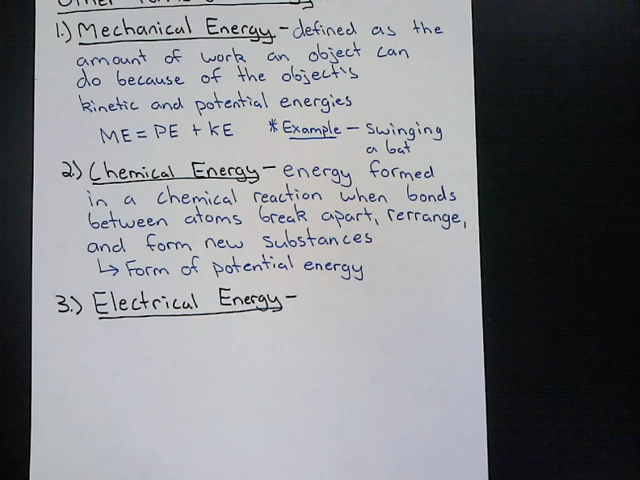 1.) Mechanical Energy - defined as the
amount of work an object can
do because of the object's
kinetic and potential energies
ME = PE + KE * Example - Swinging
a bat
2.) Chemical Energy - energy formed
in a chemical reaction when bonds
between atoms break apart, rerrange,
and form new substances
↳ Form of potential energy
3.) Electrical Energy -